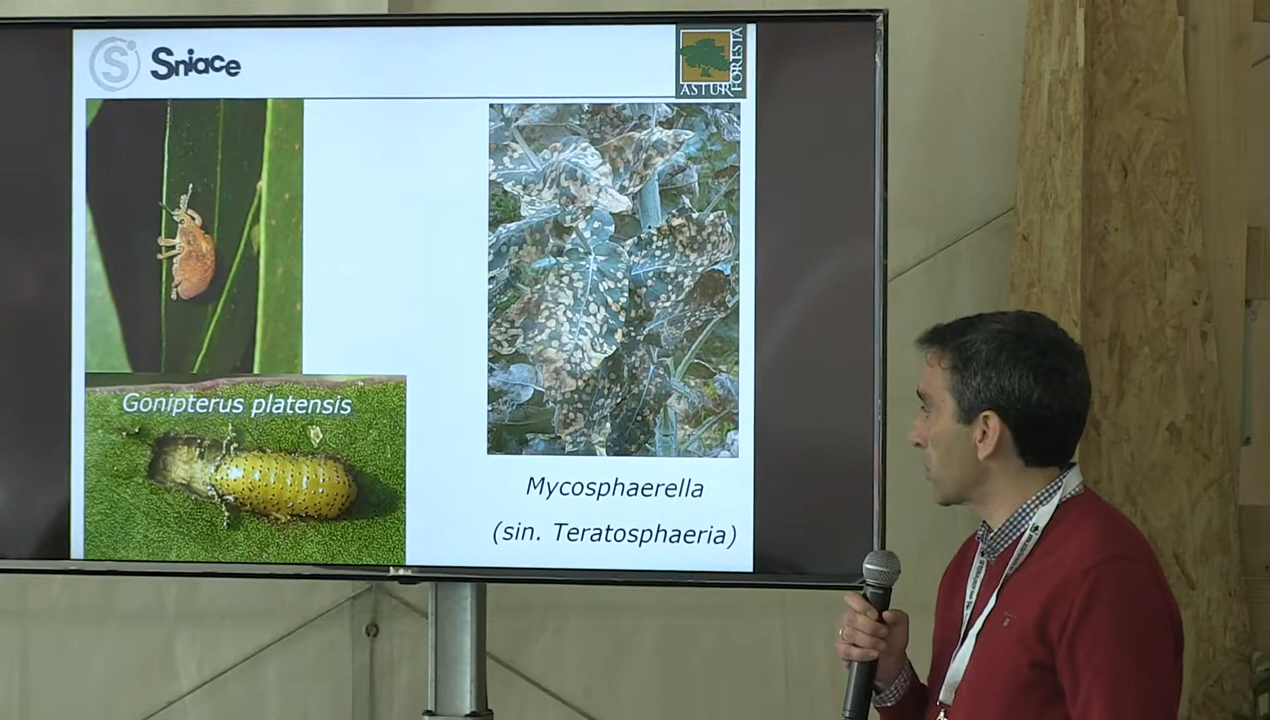 Sniace
ASTUR
FORESTA
Gonipterus platensis
Mycosphaerella
(sin. Teratosphaeria)